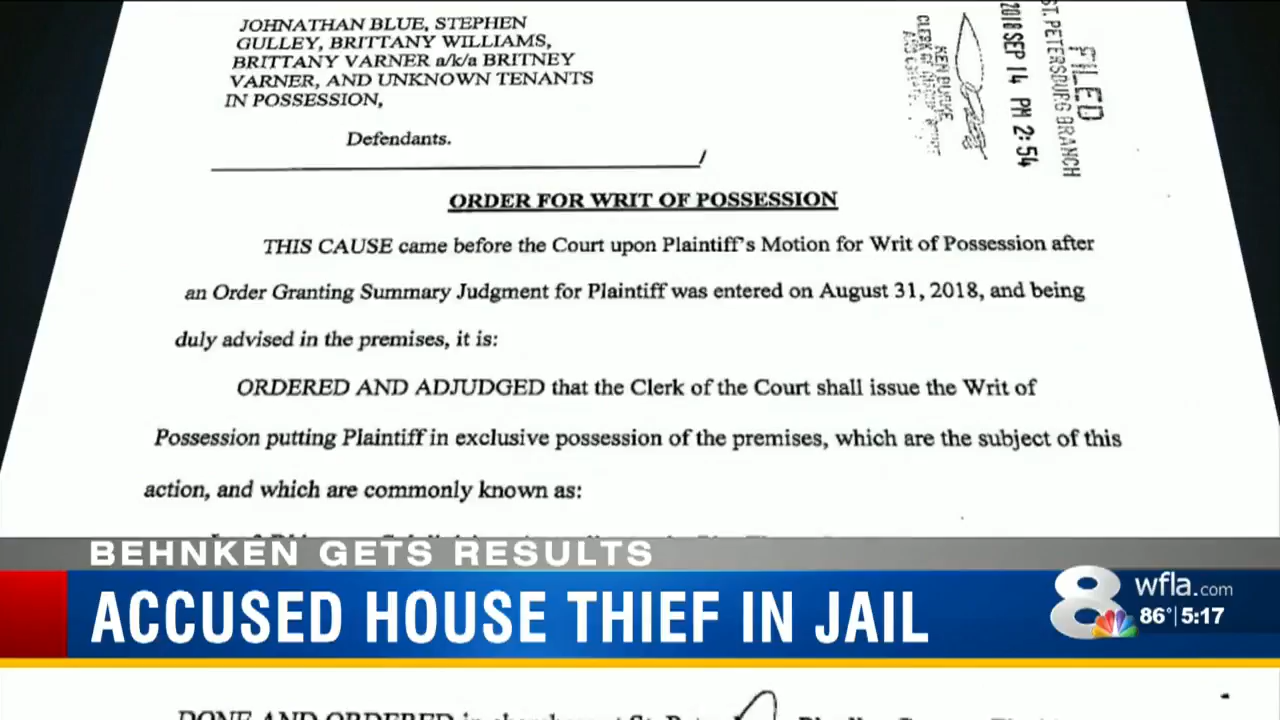 JOHNATHAN BLUE, STEPHEN
GULLEY, BRITTANY WILLIAMS,
BRITTANY VARNER a/k/a BRITNEY
VARNER, AND UNKNOWN TENANTS
IN POSSESSION,
Defendants.
/
FILED
ST. PETERSBURG BRANCH
2018 SEP 14 PM 2:54
KEN BURKE
ORDER FOR WRIT OF POSSESSION
THIS CAUSE came before the Court upon Plaintiff's Motion for Writ of Possession after
an Order Granting Summary Judgment for Plaintiff was entered on August 31, 2018, and being
duly advised in the premises, it is:
ORDERED AND ADJUDGED that the Clerk of the Court shall issue the Writ of
Possession putting Plaintiff in exclusive possession of the premises, which are the subject of this
action, and which are commonly known as:
BEHNKEN GETS RESULTS
ACCUSED HOUSE THIEF IN JAIL
8 wfla.com
86° | 5:17
DONE AND ORDERED in